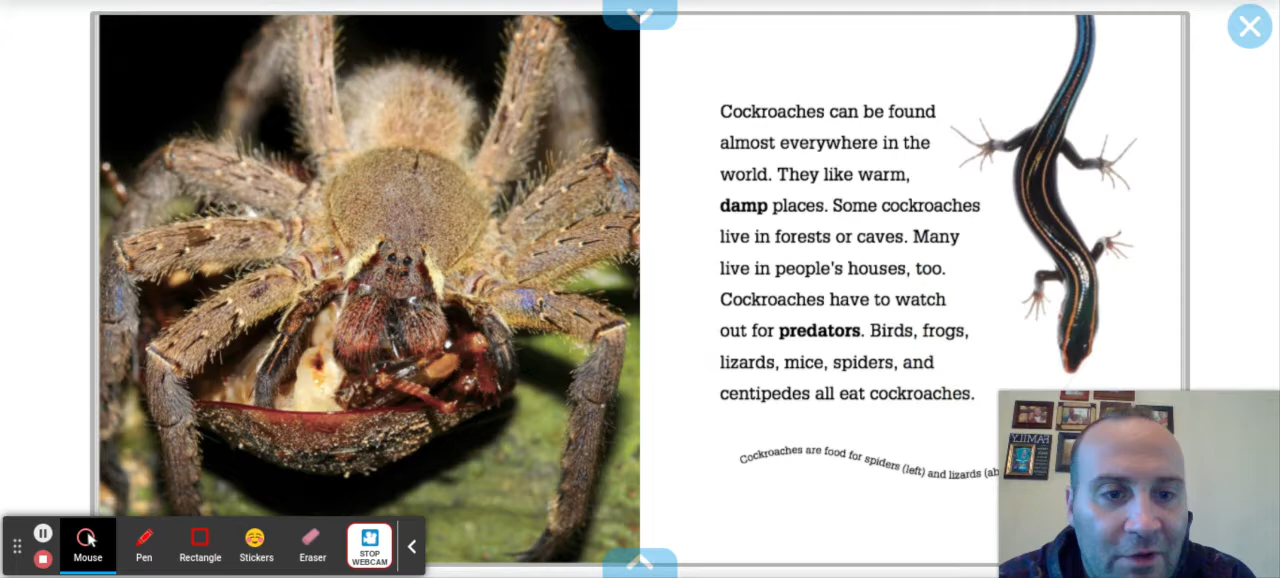 Cockroaches can be found
almost everywhere in the
world. They like warm,
damp places. Some cockroaches
live in forests or caves. Many
live in people's houses, too.
Cockroaches have to watch
out for predators. Birds, frogs,
lizards, mice, spiders, and
centipedes all eat cockroaches.
Cockroaches are food for spiders (left) and lizards (ab
FAMILY
Mouse
Pen
Rectangle
Stickers
Eraser
STOP
WEBCAM